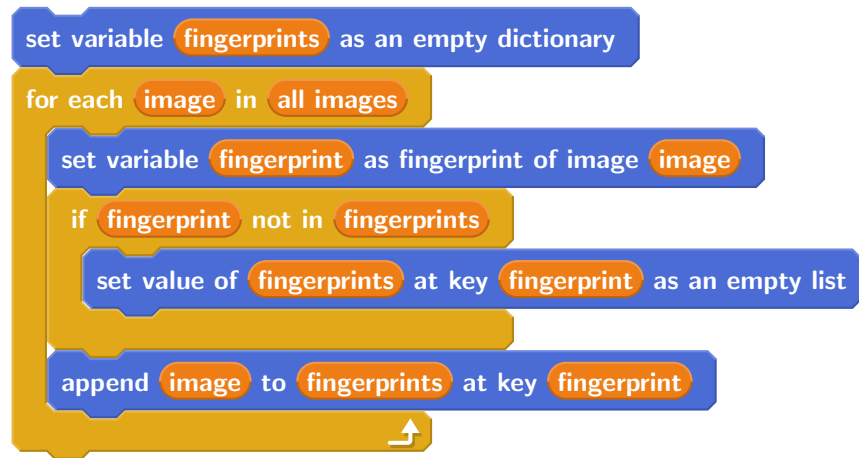 set variable fingerprints as an empty dictionary
for each image in all images
set variable fingerprint as fingerprint of image image
if fingerprint not in fingerprints
set value of fingerprints at key fingerprint as an empty list
append image to fingerprints at key fingerprint